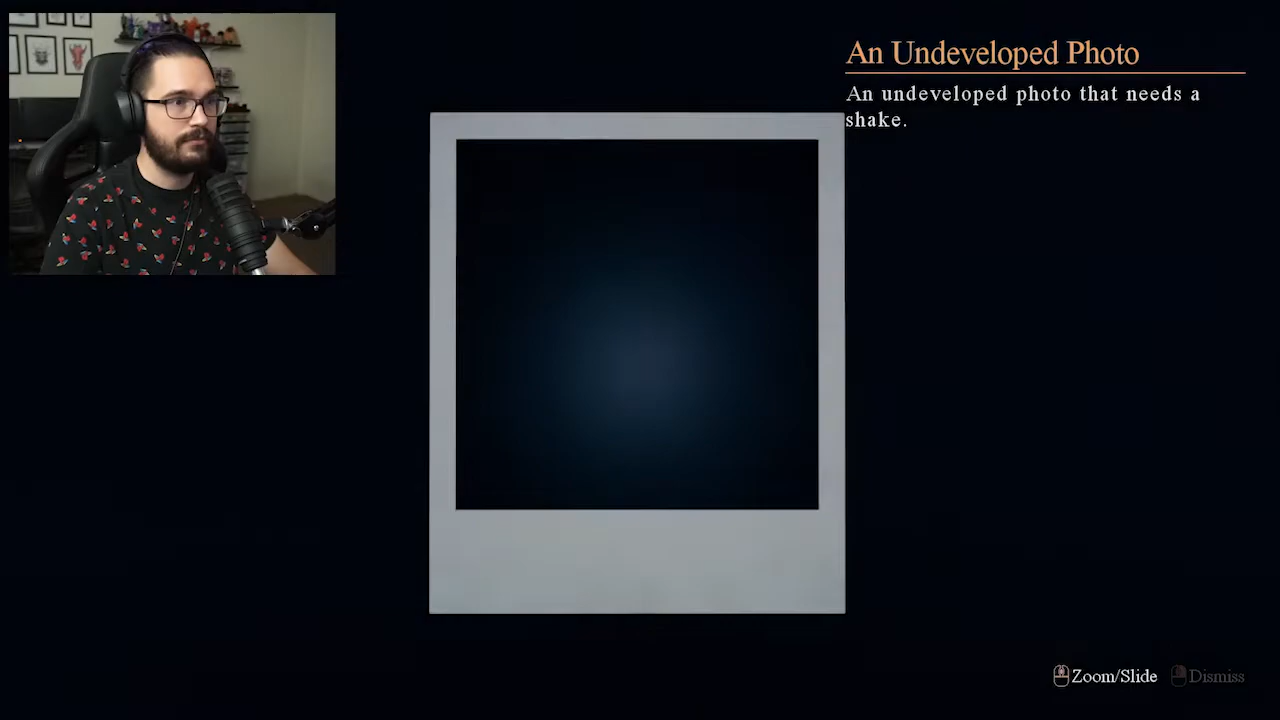 An Undeveloped Photo
An undeveloped photo that needs a
shake.
Zoom/Slide Dismiss